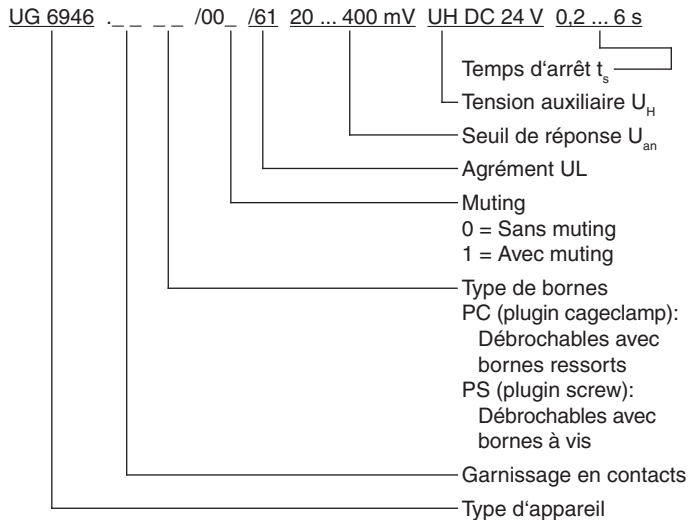 UG 6946 ._ _ _ _ /00_ /61 20 ... 400 mV UH DC 24 V 0,2 ... 6 s
Temps d‘arrêt ts
Tension auxiliaire UH
Seuil de réponse Uan
Agrément UL
Muting
0 = Sans muting
1 = Avec muting
Type de bornes
PC (plugin cageclamp):
Débrochables avec
bornes ressorts
PS (plugin screw):
Débrochables avec
bornes à vis
Garnissage en contacts
Type d‘appareil